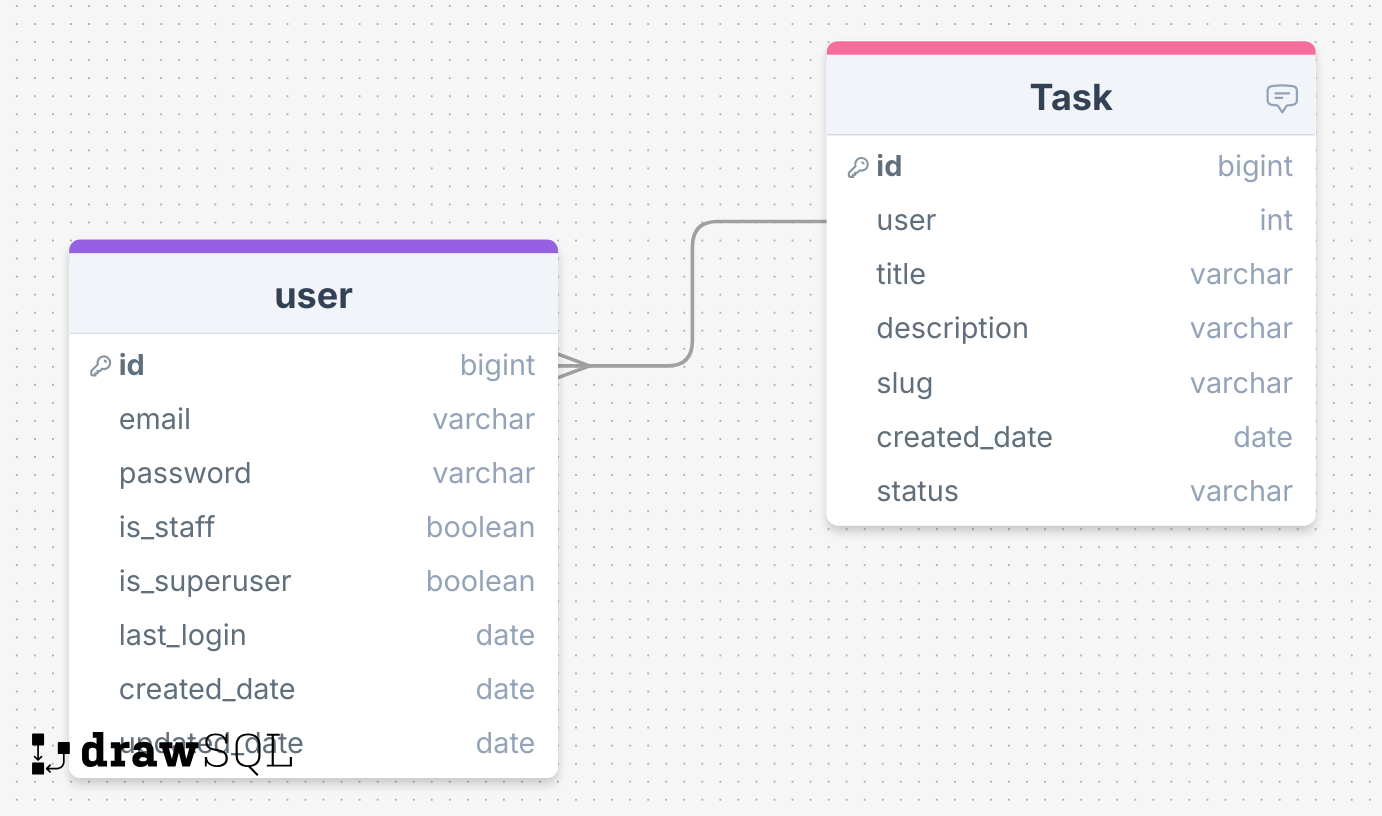 Task
id bigint
user int
title varchar
description varchar
slug varchar
created_date date
status varchar
user
id bigint
email varchar
password varchar
is_staff boolean
is_superuser boolean
last_login date
created_date date
updated_date date
drawSQL